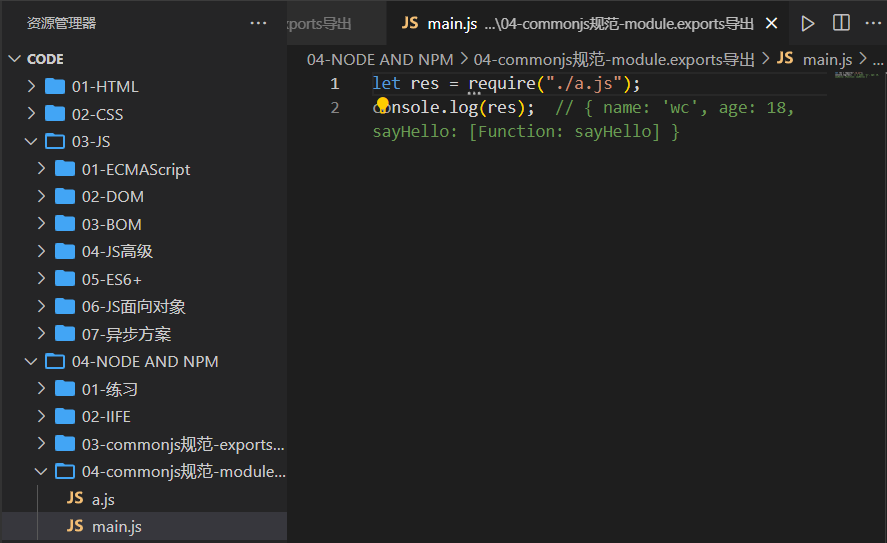 资源管理器
CODE
01-HTML
02-CSS
03-JS
01-ECMAScript
02-DOM
03-BOM
04-JS高级
05-ES6+
06-JS面向对象
07-异步方案
04-NODE AND NPM
01-练习
02-IIFE
03-commonjs规范-exports...
04-commonjs规范-module...
JS a.js
JS main.js
exports导出
JS main.js ...\04-commonjs规范-module.exports导出
04-NODE AND NPM > 04-commonjs规范-module.exports导出 > JS main.js > ...
1 let res = require("./a.js");
2 console.log(res);  // { name: 'wc', age: 18,
sayHello: [Function: sayHello] }